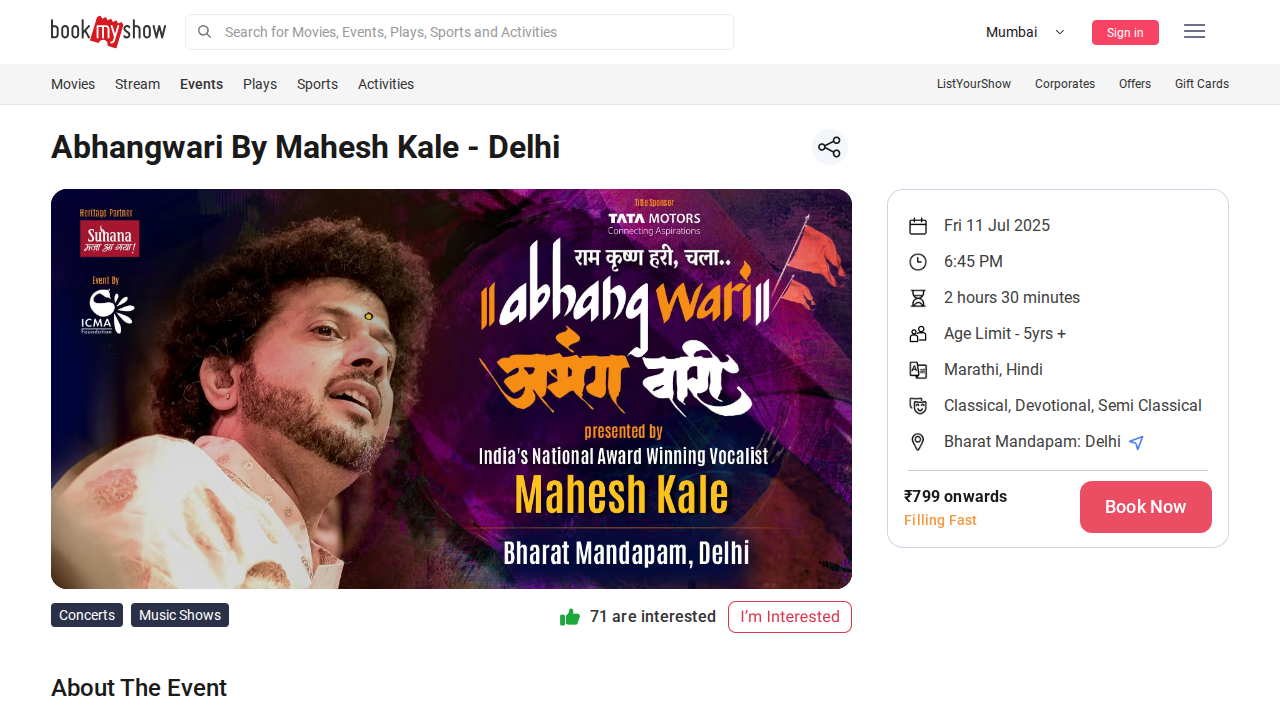 bookmyshow
Search for Movies, Events, Plays, Sports and Activities
Mumbai
Sign in
Movies
Stream
Events
Plays
Sports
Activities
ListYourShow
Corporates
Offers
Gift Cards
Abhangwari By Mahesh Kale - Delhi
Heritage Partner
Suhana
मजा आ गया!
Event By
ICMA
Foundation
Title Sponsor
TATA MOTORS
Connecting Aspirations
राम कृष्ण हरी, चला..
||abhangwari||
अभंग वारी
presented by
India's National Award Winning Vocalist
Mahesh Kale
Bharat Mandapam, Delhi
Fri 11 Jul 2025
6:45 PM
2 hours 30 minutes
Age Limit - 5yrs +
Marathi, Hindi
Classical, Devotional, Semi Classical
Bharat Mandapam: Delhi
₹799 onwards
Filling Fast
Book Now
Concerts
Music Shows
71 are interested
I'm Interested
About The Event